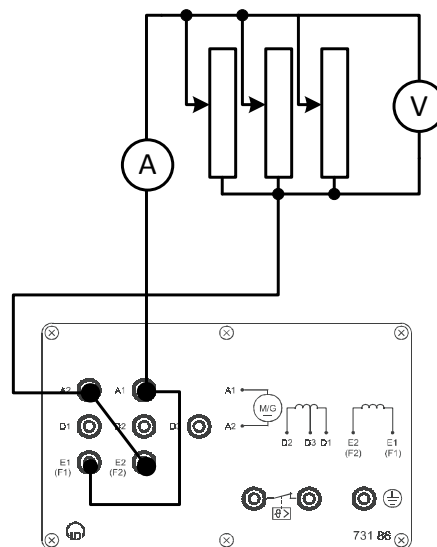 V
A
A2 A1 A1
M/G
D1 D2 D3 A2
D2 D3 D1 E2 E1
(F2) (F1)
E1 E2
(F1) (F2)
ϑ>
LD
731 86